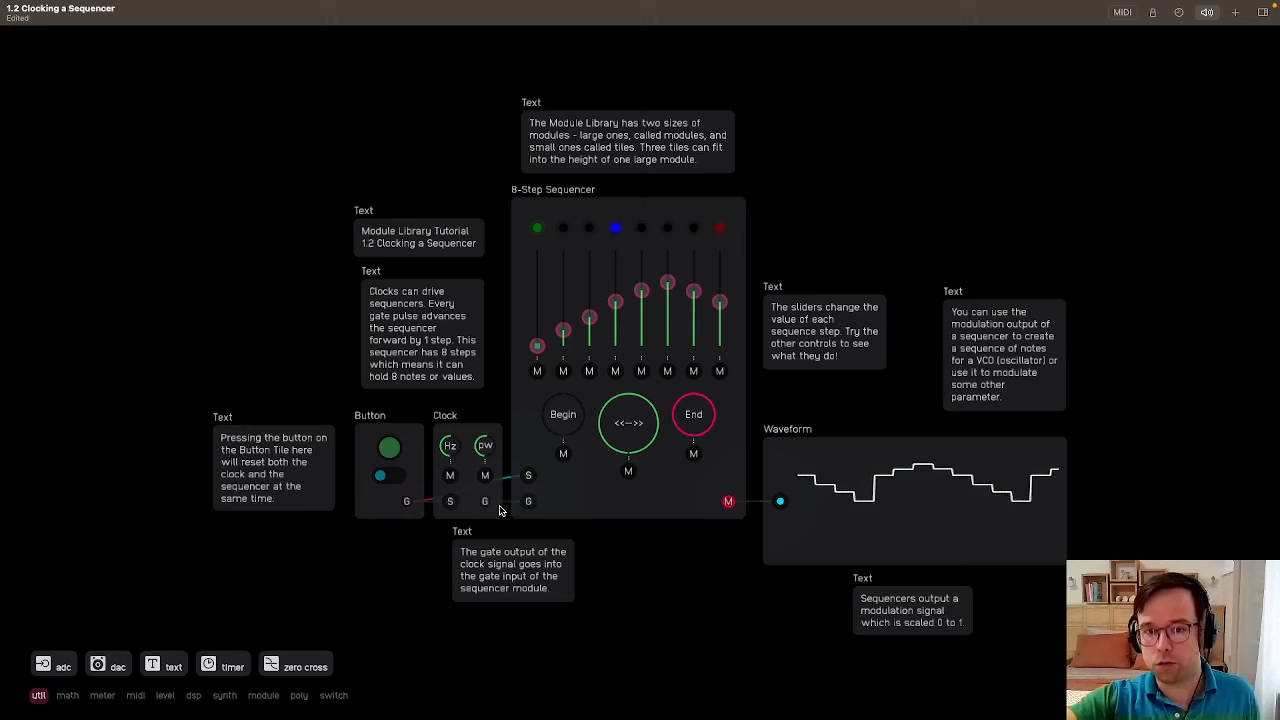 1.2 Clocking a Sequencer
Edited
MIDI
Text
The Module Library has two sizes of
modules - large ones, called modules, and
small ones called tiles. Three tiles can fit
into the height of one large module.
8-Step Sequencer
Text
Module Library Tutorial
1.2 Clocking a Sequencer
Text
Clocks can drive
sequencers. Every
gate pulse advances
the sequencer
forward by 1 step. This
sequencer has 8 steps
which means it can
hold 8 notes or values.
Text
The sliders change the
value of each
sequence step. Try the
other controls to see
what they do!
Text
You can use the
modulation output of
a sequencer to create
a sequence of notes
for a VCO (oscillator) or
use it to modulate
some other
parameter.
M M M M M M M M
Begin
<<-->>
End
M M M
Text
Pressing the button on
the Button Tile here
will reset both the
clock and the
sequencer at the
same time.
Button
G
Clock
Hz pw
M M S
S G G
M
Waveform
Text
The gate output of the
clock signal goes into
the gate input of the
sequencer module.
Text
Sequencers output a
modulation signal
which is scaled 0 to 1.
adc dac text timer zero cross
util math meter midi level dsp synth module poly switch